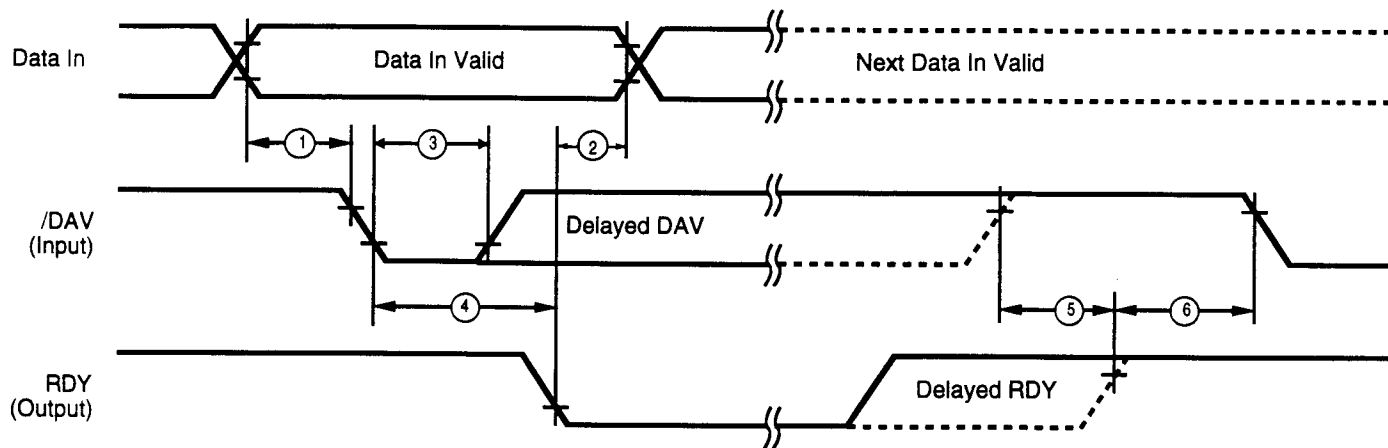 Data In
Data In Valid
Next Data In Valid
1
3
2
/DAV
(Input)
Delayed DAV
4
5
6
RDY
(Output)
Delayed RDY